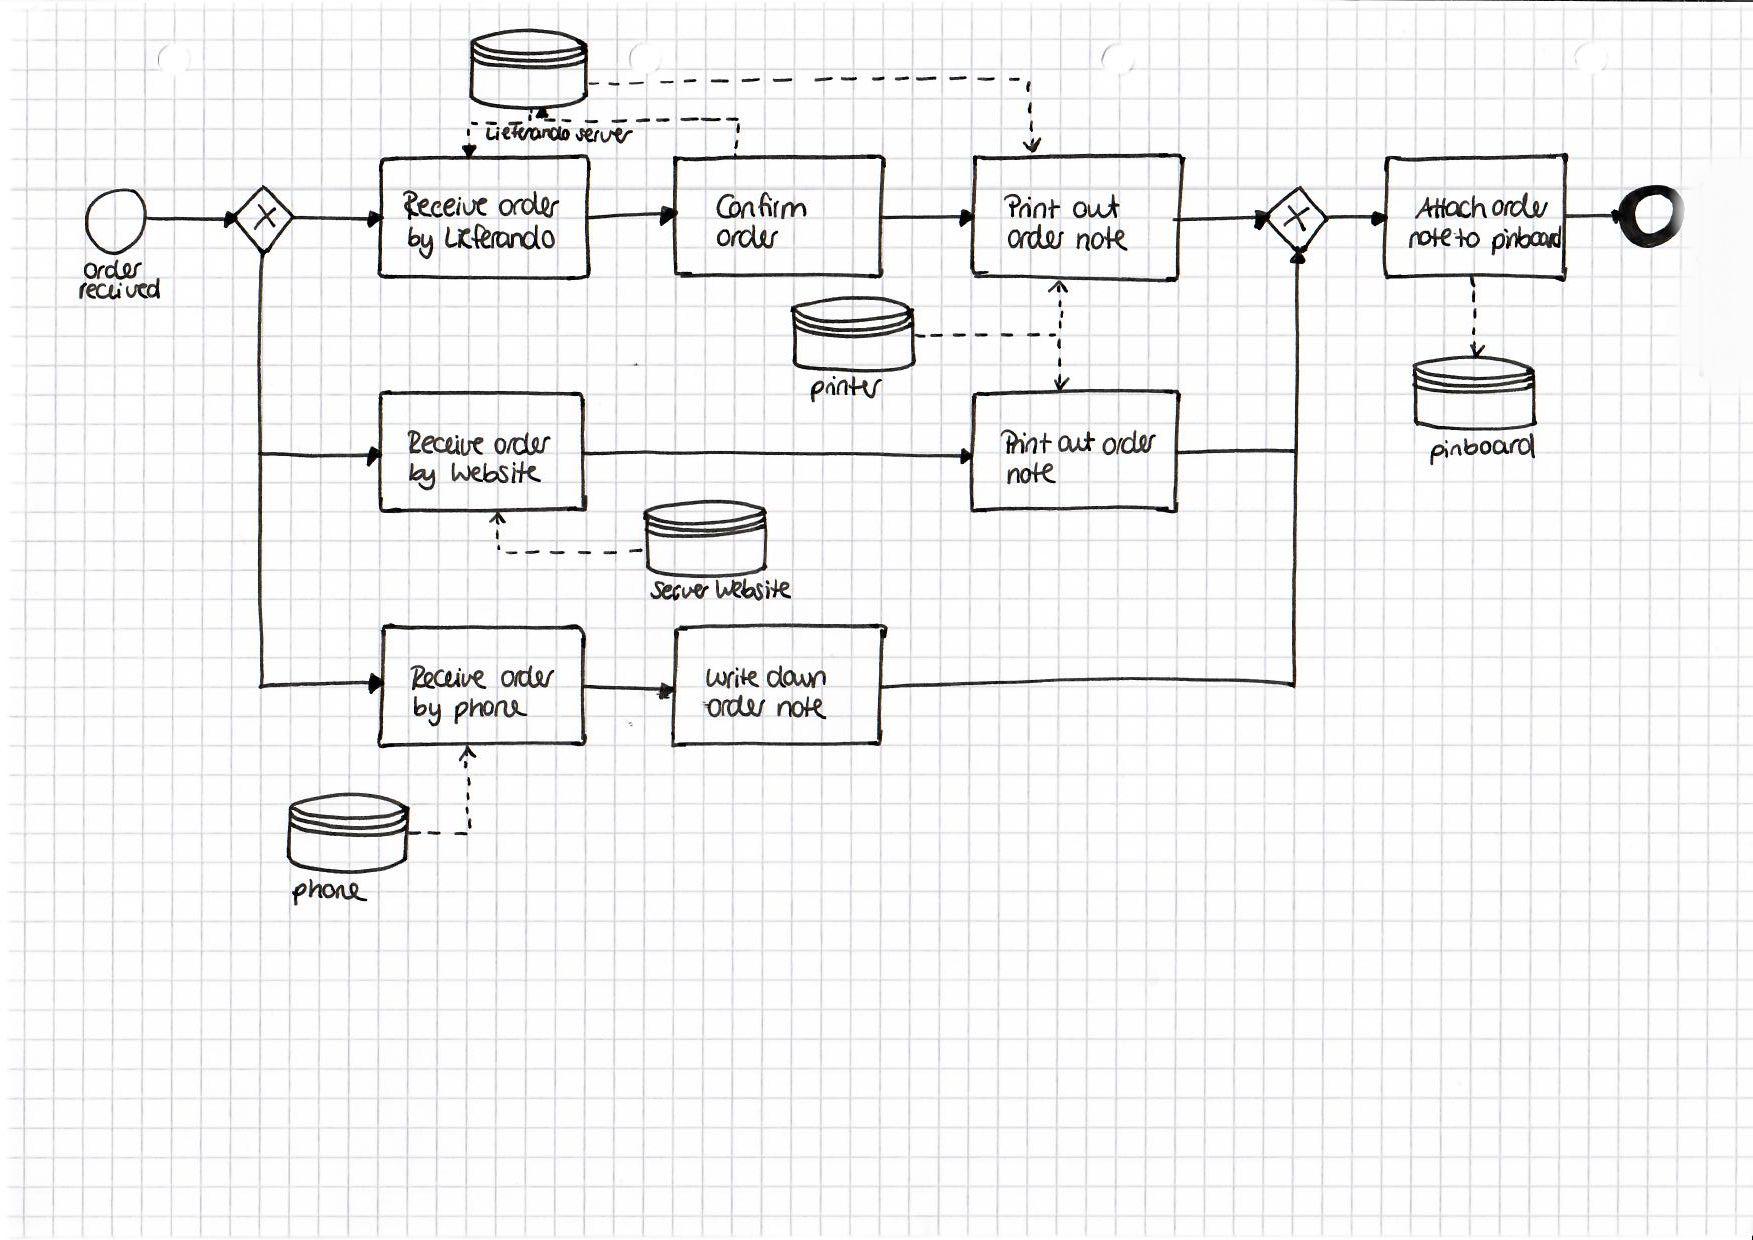 Lieferando server
Receive order
by Lieferando
Confirm
order
Print out
order note
Attach order
note to pinboard
order
received
printer
pinboard
Receive order
by Website
Print out order
note
Server Website
Receive order
by phone
Write down
order note
phone